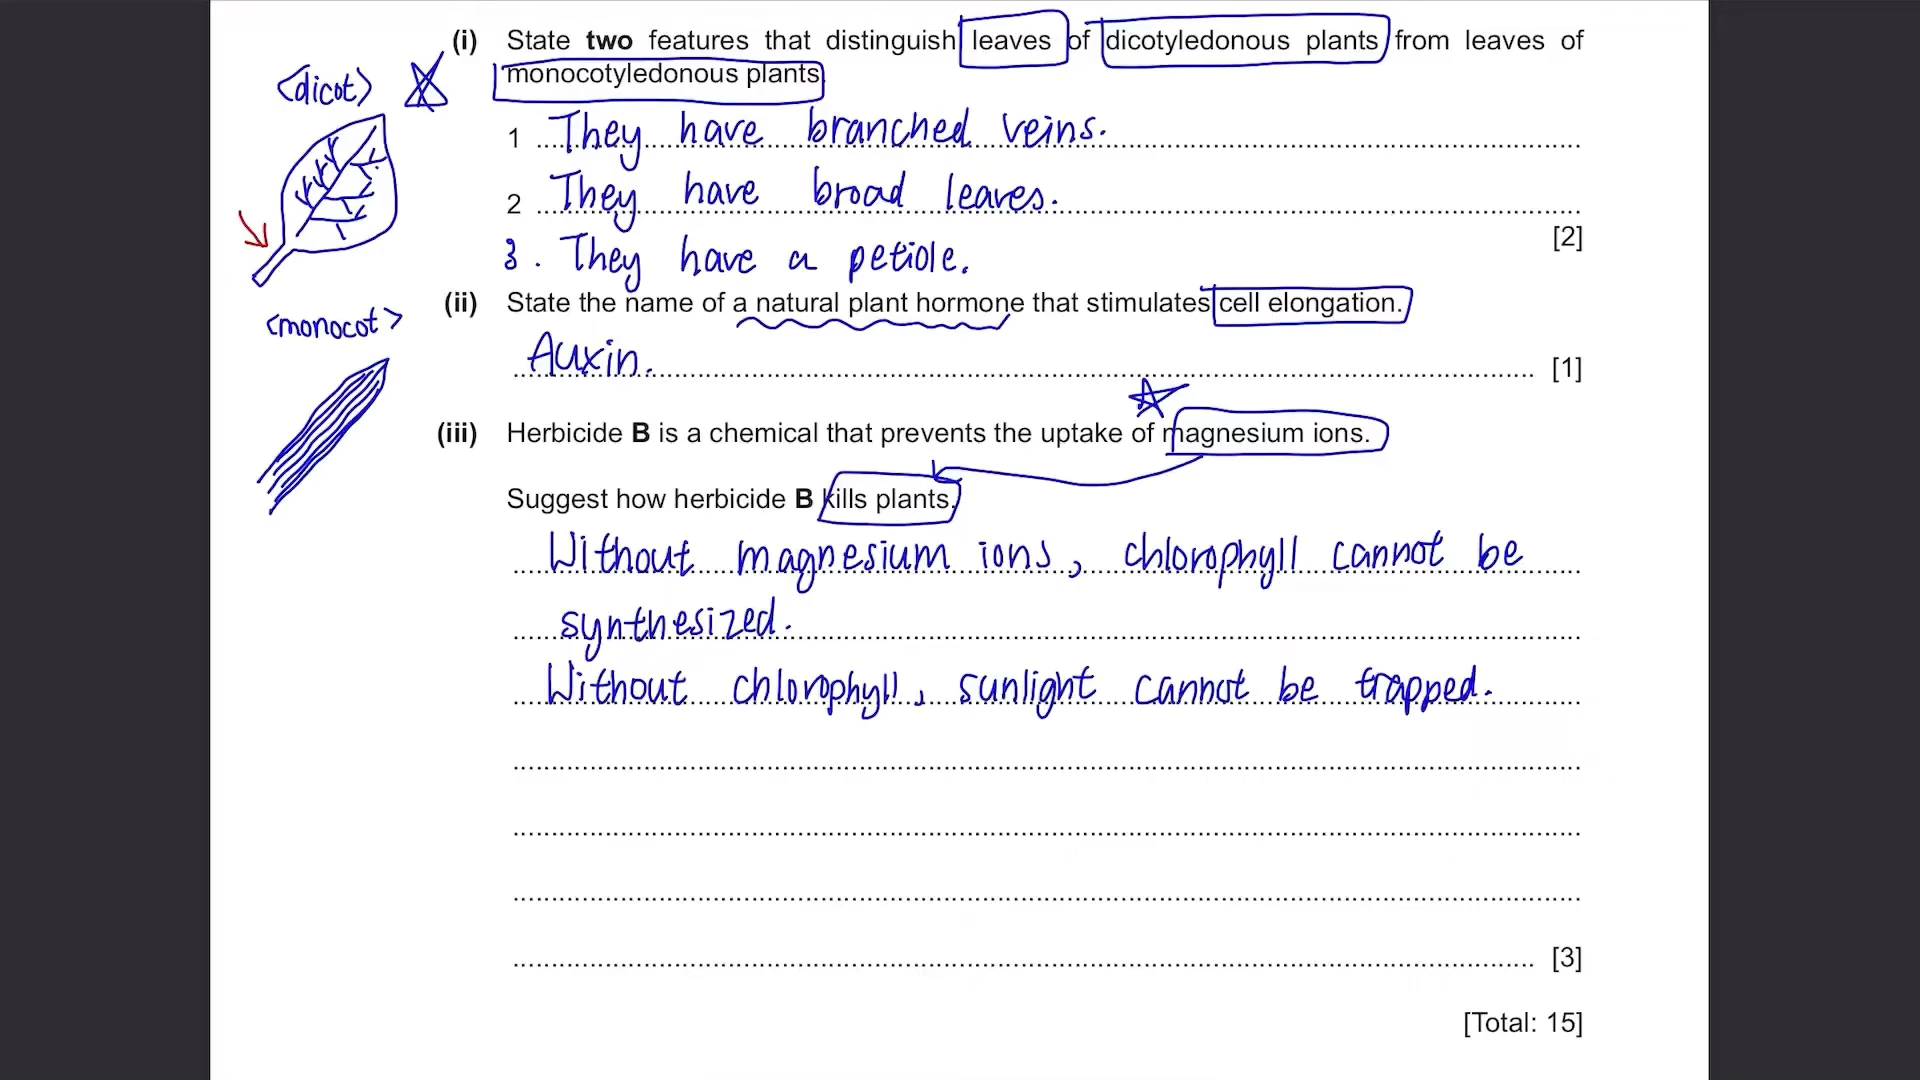 (i) State two features that distinguish leaves of dicotyledonous plants from leaves of
monocotyledonous plants.
<dicot>
1 They have branched veins.
2 They have broad leaves.
[2]
3. They have a petiole.
(ii) State the name of a natural plant hormone that stimulates cell elongation.
<monocot>
Auxin. [1]
(iii) Herbicide B is a chemical that prevents the uptake of magnesium ions.
Suggest how herbicide B kills plants.
Without magnesium ions, chlorophyll cannot be
synthesized.
Without chlorophyll, sunlight cannot be trapped.
[3]
[Total: 15]